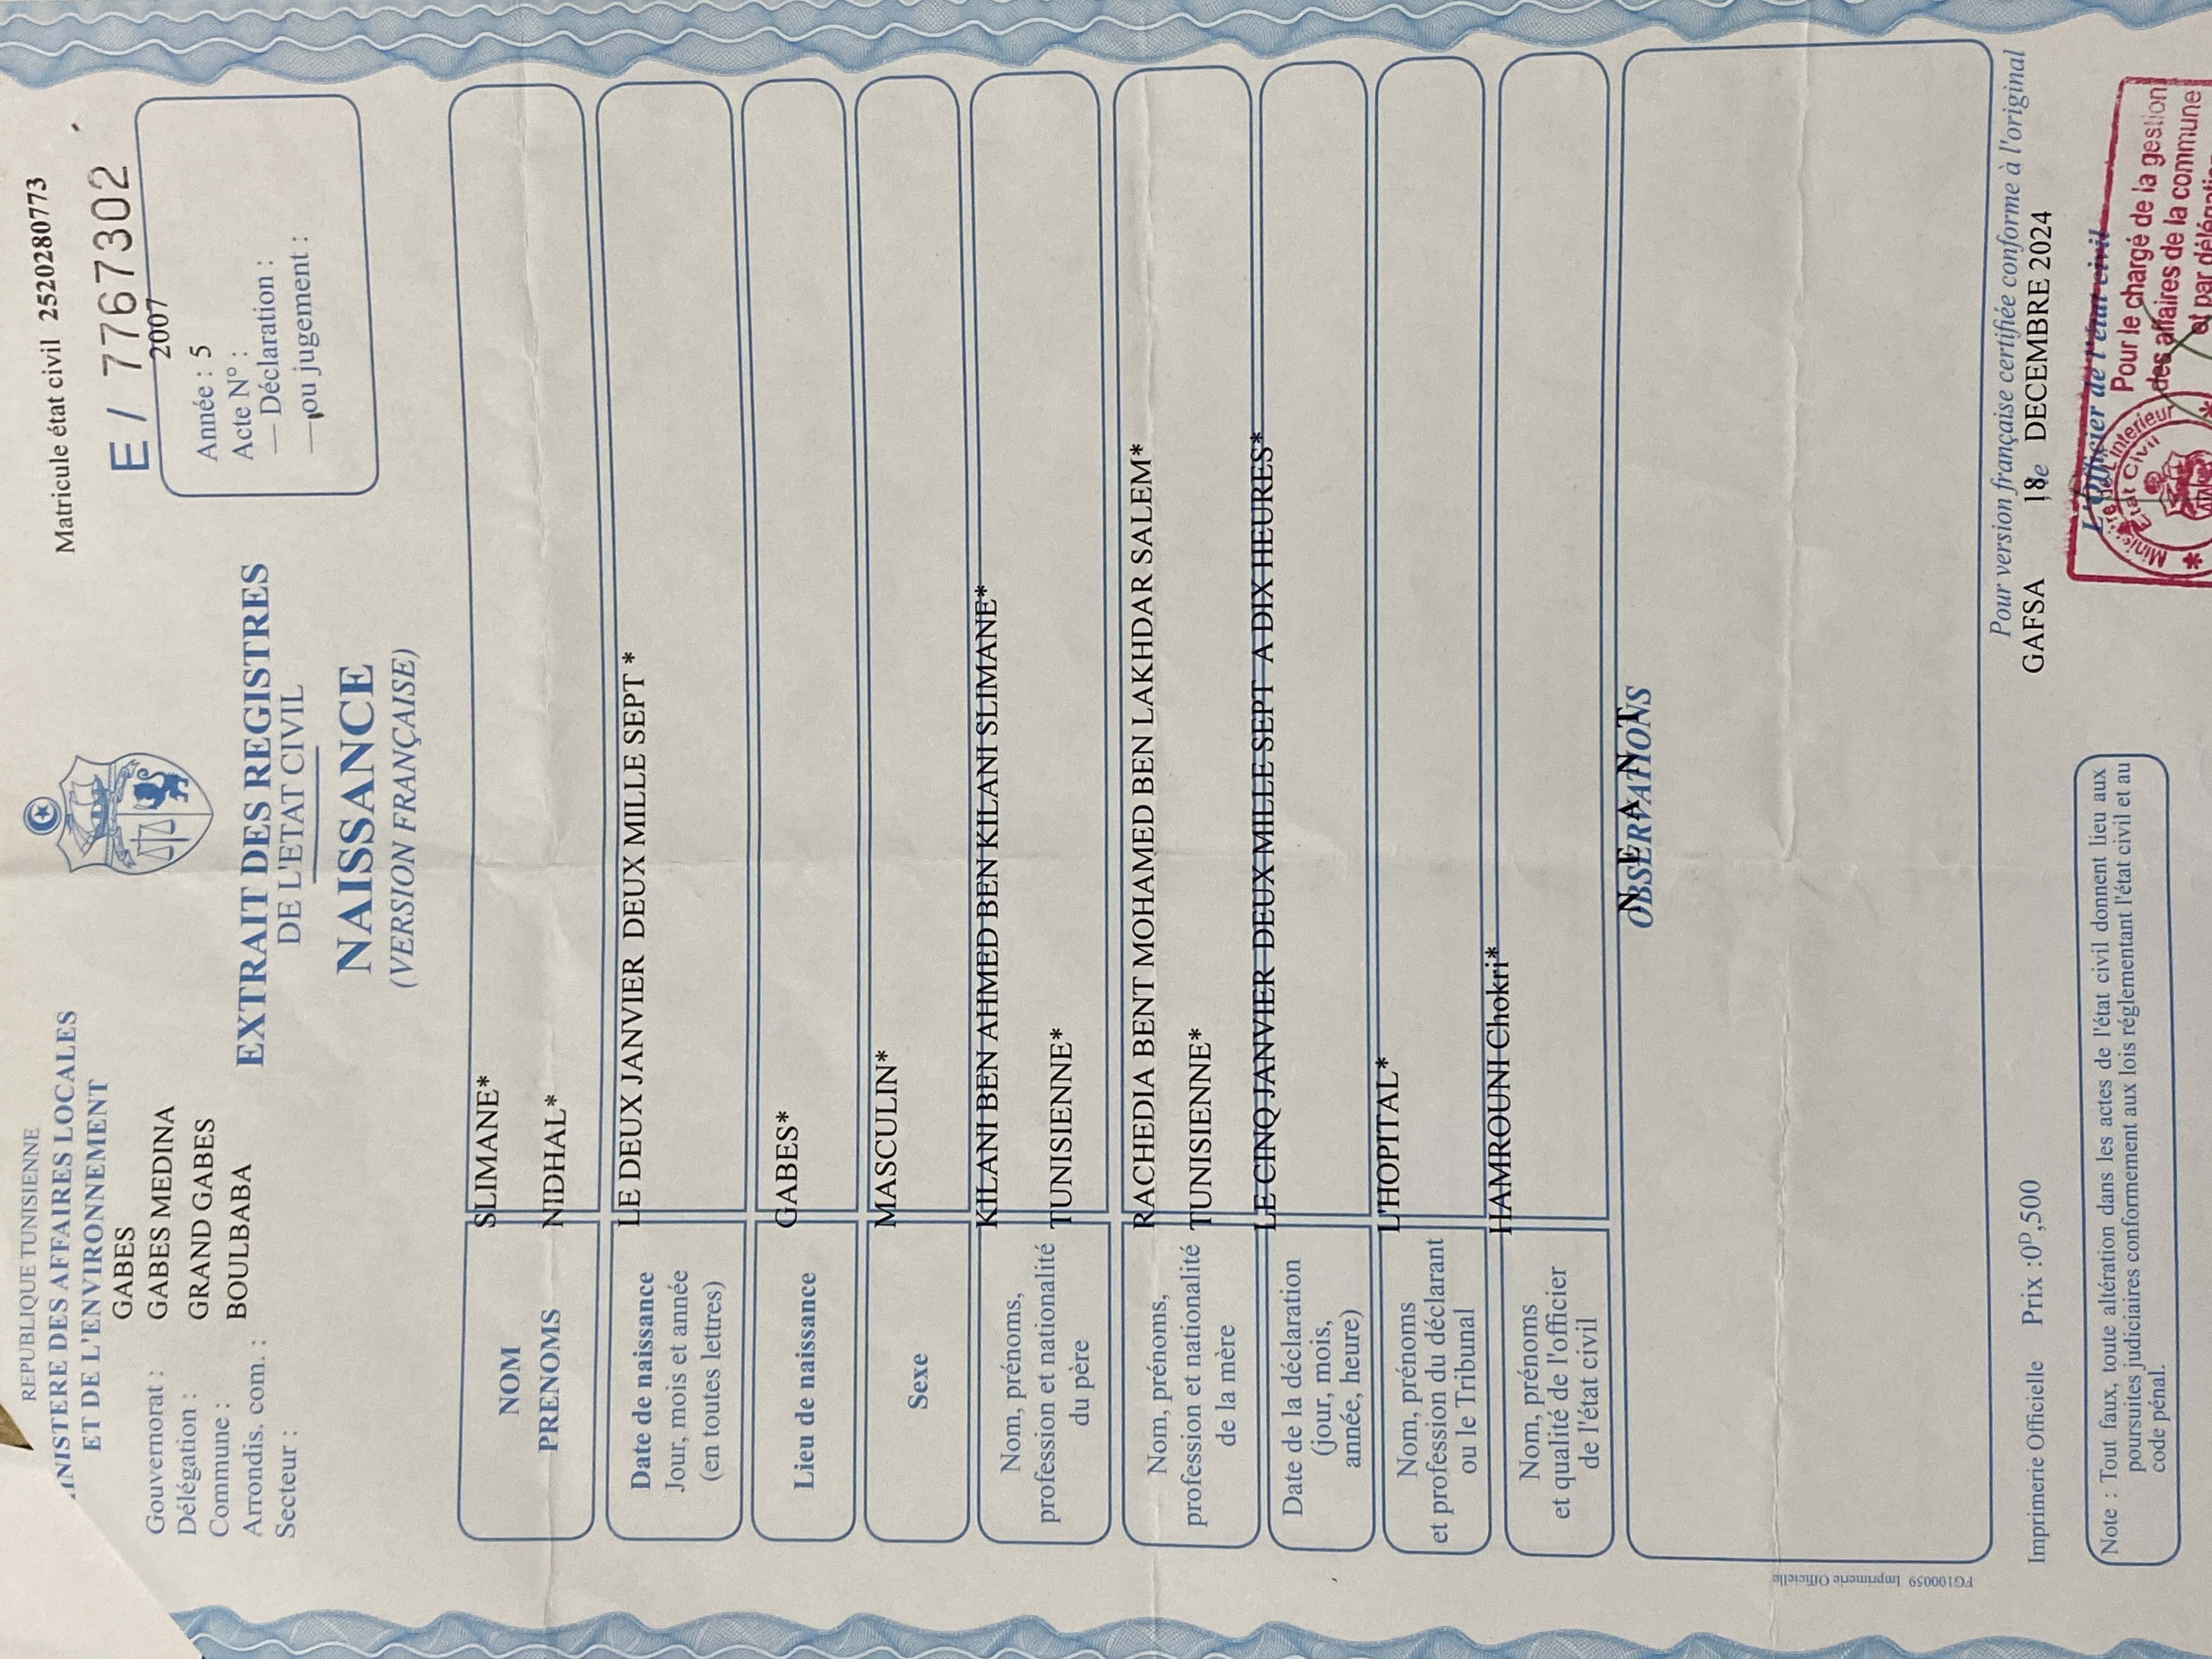 REPUBLIQUE TUNISIENNE
MINISTERE DES AFFAIRES LOCALES
ET DE L'ENVIRONNEMENT
Matricule état civil 2520280773
E / 7767302
Gouvernorat : GABES
Délégation : GABES MEDINA
Commune : GRAND GABES
Arrondis. com. : BOULBABA
Secteur :
2007
Année : 5
Acte N° :
— Déclaration :
— ou jugement :
EXTRAIT DES REGISTRES
DE L'ETAT CIVIL
NAISSANCE
(VERSION FRANÇAISE)
NOM SLIMANE*
PRENOMS NIDHAL*
Date de naissance LE DEUX JANVIER DEUX MILLE SEPT *
Jour, mois et année
(en toutes lettres)
Lieu de naissance GABES*
Sexe MASCULIN*
Nom, prénoms, KILANI BEN AHMED BEN KILANI SLIMANE*
profession et nationalité TUNISIENNE*
du père
Nom, prénoms, RACHEDIA BENT MOHAMED BEN LAKHDAR SALEM*
profession et nationalité TUNISIENNE*
de la mère
Date de la déclaration LE CINQ JANVIER DEUX MILLE SEPT A DIX HEURES*
(jour, mois,
année, heure)
Nom, prénoms L'HOPITAL*
et profession du déclarant
ou le Tribunal
Nom, prénoms HAMROUNI Chokri*
et qualité de l'officier
de l'état civil
OBSERVATIONS
N E A N T
FG100059 Imprimerie Officielle
Pour version française certifiée conforme à l'original
Imprimerie Officielle Prix :0D,500
GAFSA le 18 DECEMBRE 2024
L'Officier de l'état civil
Pour le chargé de la gestion
des affaires de la commune
et par délégation
Etat Civil
Note : Tout faux, toute altération dans les actes de l'état civil donnent lieu aux
poursuites judiciaires conformement aux lois réglementant l'état civil et au
code pénal.